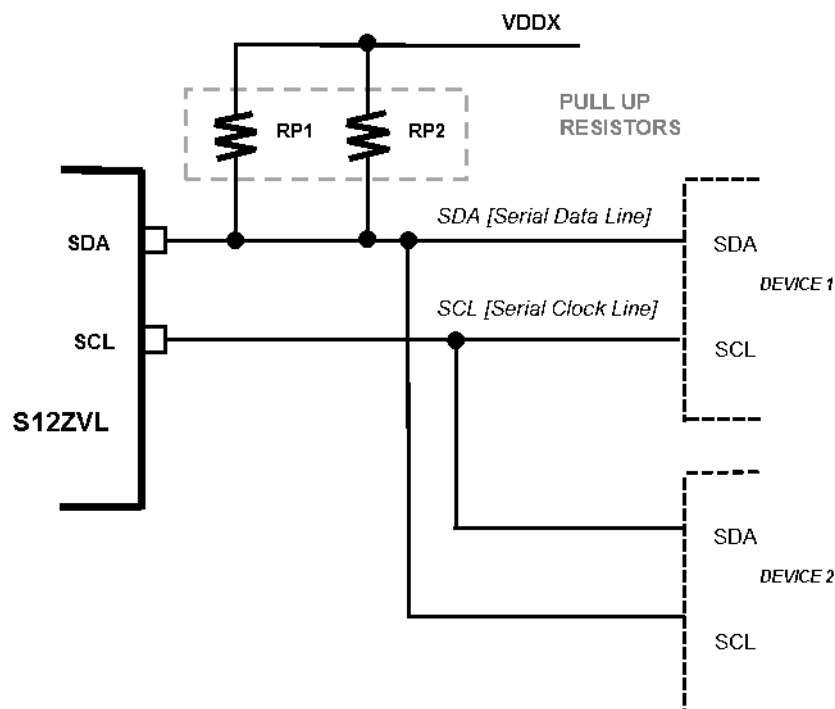 VDDX
RP1
RP2
PULL UP
RESISTORS
SDA
SDA [Serial Data Line]
SDA
DEVICE 1
SCL
SCL [Serial Clock Line]
SCL
S12ZVL
SDA
DEVICE 2
SCL